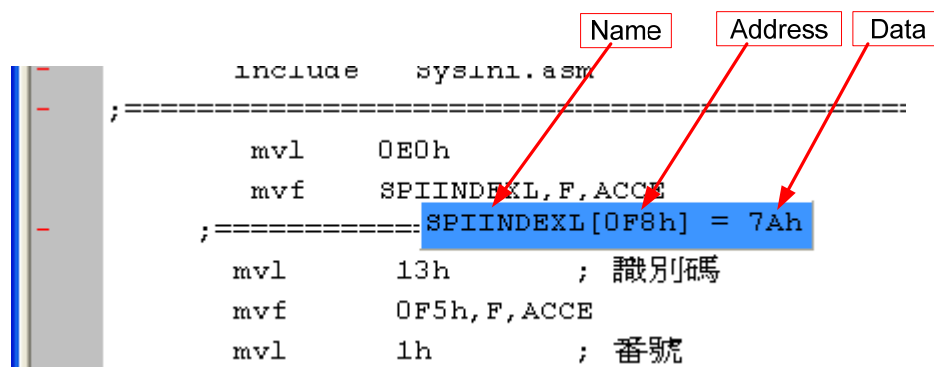 Name Address Data
include sysini.asm
;================================================
mvl 0E0h
mvf SPIINDEXL,F,ACCE
SPIINDEXL[0F8h] = 7Ah
;============
mvl 13h ; 識別碼
mvf 0F5h,F,ACCE
mvl 1h ; 番號